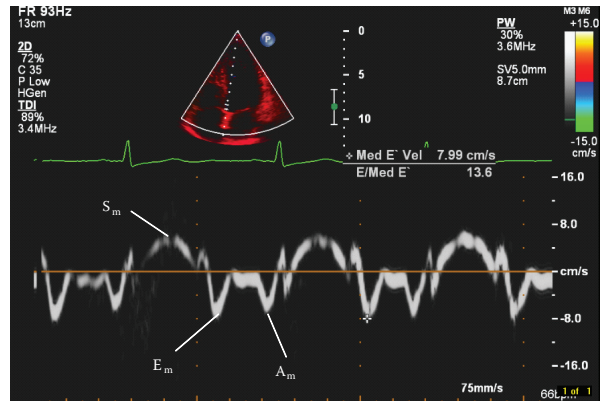 FR 93Hz
13cm
2D
72%
C 35
P Low
HGen
TDI
89%
3.4MHz
P
0
5
10
PW
30%
3.6MHz
SV5.0mm
8.7cm
M3 M6
+15.0
-15.0
cm/s
Med E` Vel 7.99 cm/s
E/Med E` 13.6
-16.0
-8.0
cm/s
--8.0
--16.0
Sm
Em
Am
75mm/s
1 of 1